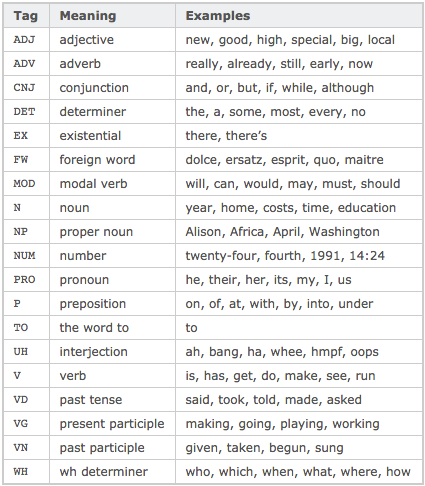 Tag Meaning Examples
ADJ adjective new, good, high, special, big, local
ADV adverb really, already, still, early, now
CNJ conjunction and, or, but, if, while, although
DET determiner the, a, some, most, every, no
EX existential there, there's
FW foreign word dolce, ersatz, esprit, quo, maitre
MOD modal verb will, can, would, may, must, should
N noun year, home, costs, time, education
NP proper noun Alison, Africa, April, Washington
NUM number twenty-four, fourth, 1991, 14:24
PRO pronoun he, their, her, its, my, I, us
P preposition on, of, at, with, by, into, under
TO the word to to
UH interjection ah, bang, ha, whee, hmpf, oops
V verb is, has, get, do, make, see, run
VD past tense said, took, told, made, asked
VG present participle making, going, playing, working
VN past participle given, taken, begun, sung
WH wh determiner who, which, when, what, where, how